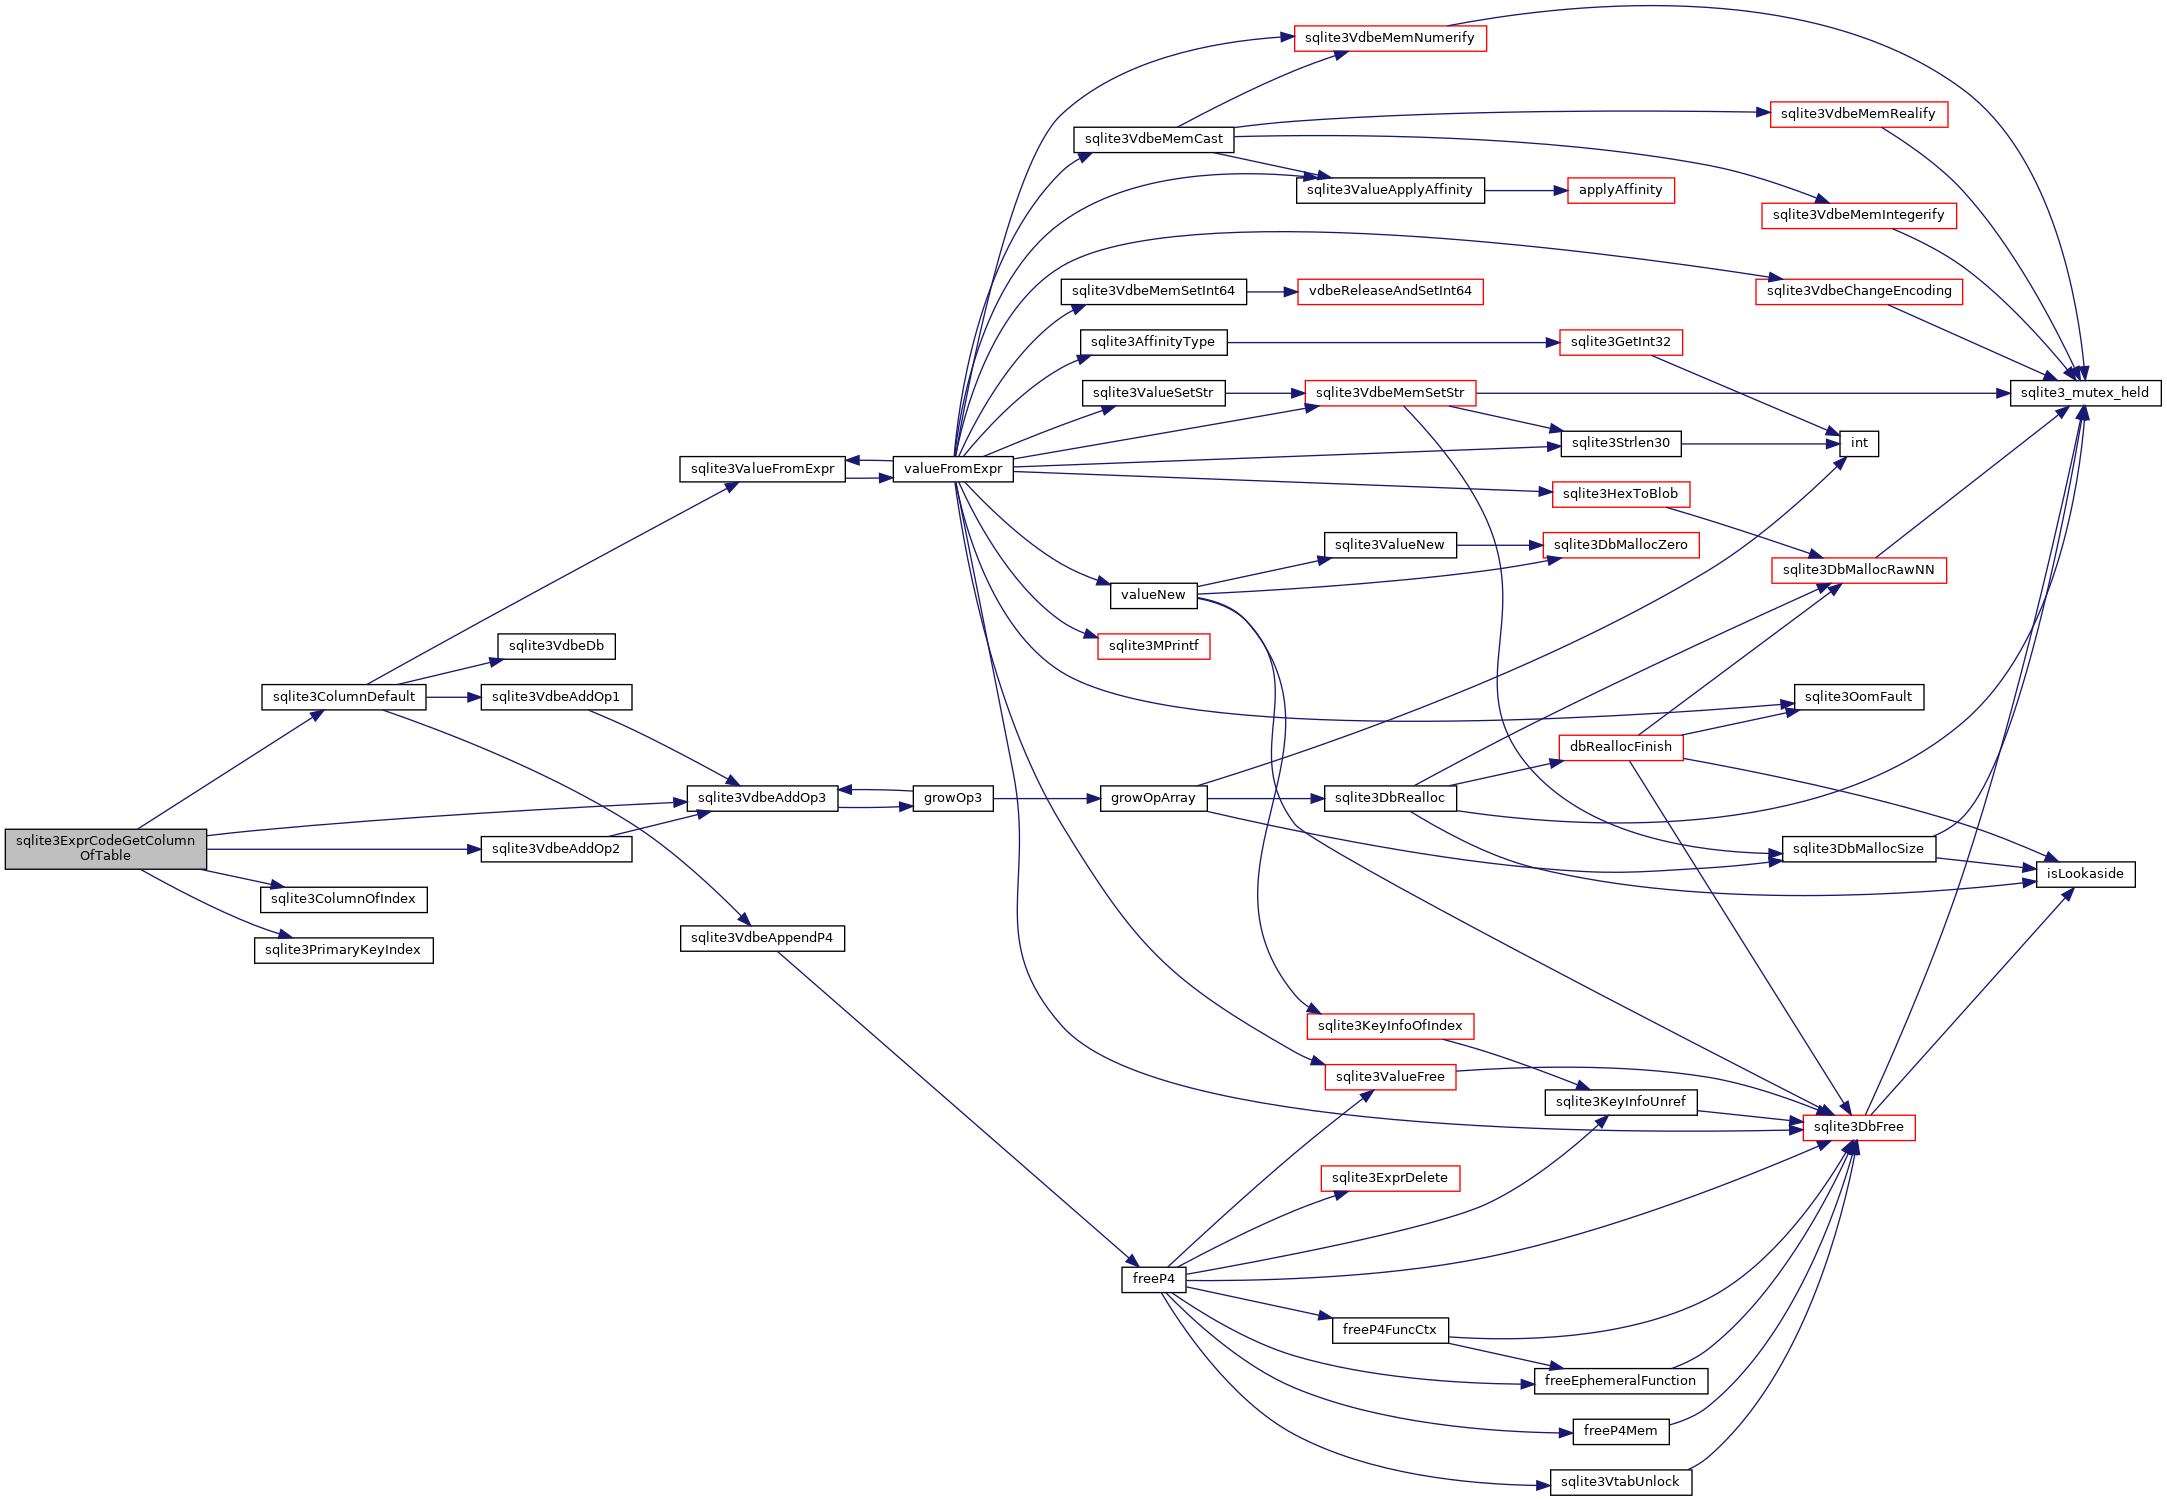 sqlite3VdbeMemNumerify
sqlite3VdbeMemRealify
sqlite3VdbeMemCast
sqlite3ValueApplyAffinity
applyAffinity
sqlite3VdbeMemIntegerify
sqlite3VdbeMemSetInt64
vdbeReleaseAndSetInt64
sqlite3VdbeChangeEncoding
sqlite3AffinityType
sqlite3GetInt32
sqlite3ValueSetStr
sqlite3VdbeMemSetStr
sqlite3_mutex_held
sqlite3Strlen30
int
sqlite3ValueFromExpr
valueFromExpr
sqlite3HexToBlob
sqlite3ValueNew
sqlite3DbMallocZero
sqlite3DbMallocRawNN
valueNew
sqlite3VdbeDb
sqlite3MPrintf
sqlite3ColumnDefault
sqlite3VdbeAddOp1
sqlite3OomFault
dbReallocFinish
sqlite3VdbeAddOp3
growOp3
growOpArray
sqlite3DbRealloc
sqlite3ExprCodeGetColumn
OfTable
sqlite3VdbeAddOp2
sqlite3DbMallocSize
isLookaside
sqlite3ColumnOfIndex
sqlite3VdbeAppendP4
sqlite3PrimaryKeyIndex
sqlite3KeyInfoOfIndex
sqlite3ValueFree
sqlite3KeyInfoUnref
sqlite3DbFree
sqlite3ExprDelete
freeP4
freeP4FuncCtx
freeEphemeralFunction
freeP4Mem
sqlite3VtabUnlock